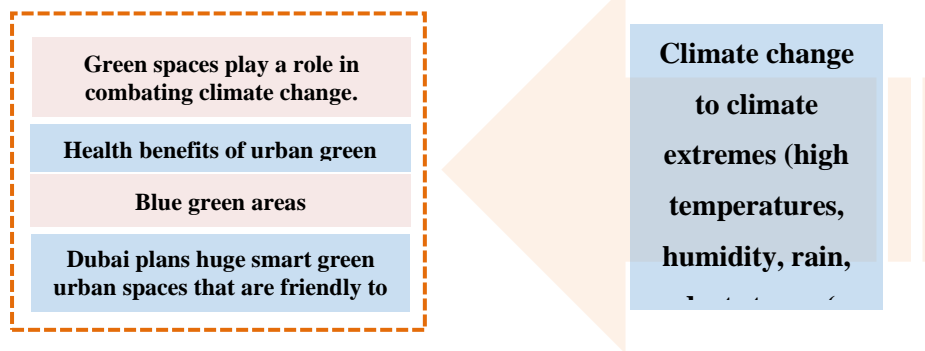 Green spaces play a role in
combating climate change.
Health benefits of urban green
Blue green areas
Dubai plans huge smart green
urban spaces that are friendly to
Climate change
to climate
extremes (high
temperatures,
humidity, rain,